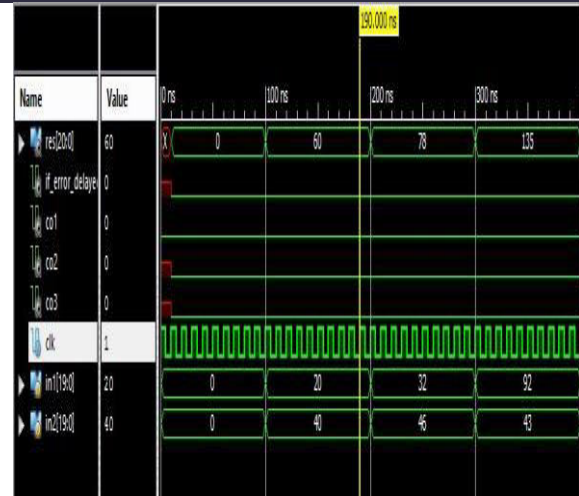 190.000 ns
Name Value 0 ns 100 ns 200 ns 300 ns
res[20:0] 60 X 0 60 78 135
if_error_delaye 0
co1 0
co2 0
co3 0
clk 1
in1[19:0] 20 0 20 32 92
in2[19:0] 40 0 40 46 43